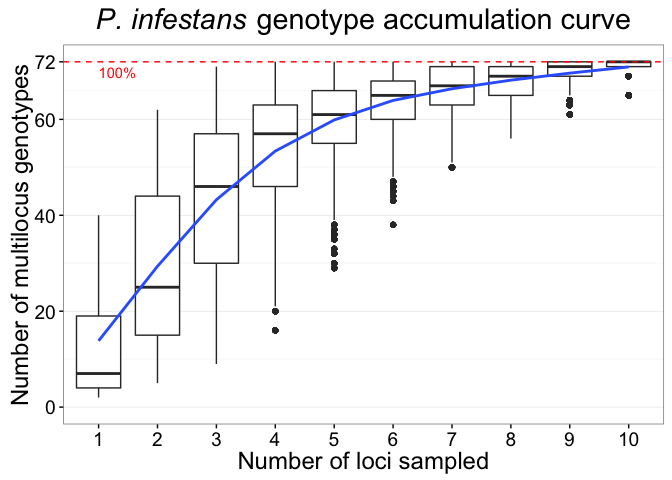 P. infestans genotype accumulation curve
Number of multilocus genotypes
72
60
40
20
0
100%
1 2 3 4 5 6 7 8 9 10
Number of loci sampled